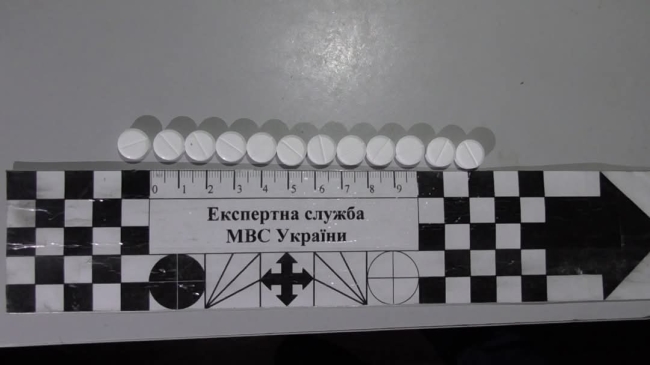 0 1 2 3 4 5 6 7 8 9
Експертна служба
МВС України